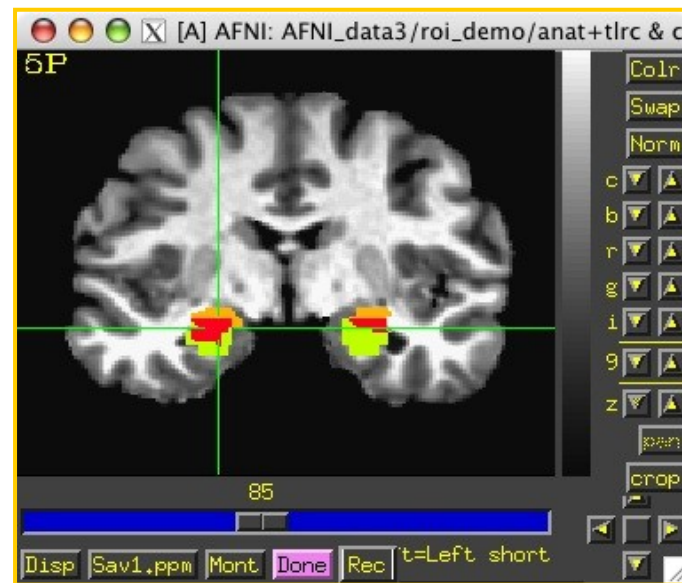 X [A] AFNI: AFNI_data3/roi_demo/anat+tlrc & c
5P
Colr
Swap
Norm
c
b
r
g
i
9
z
pan
crop
85
Disp Sav1.ppm Mont Done Rec t=Left short